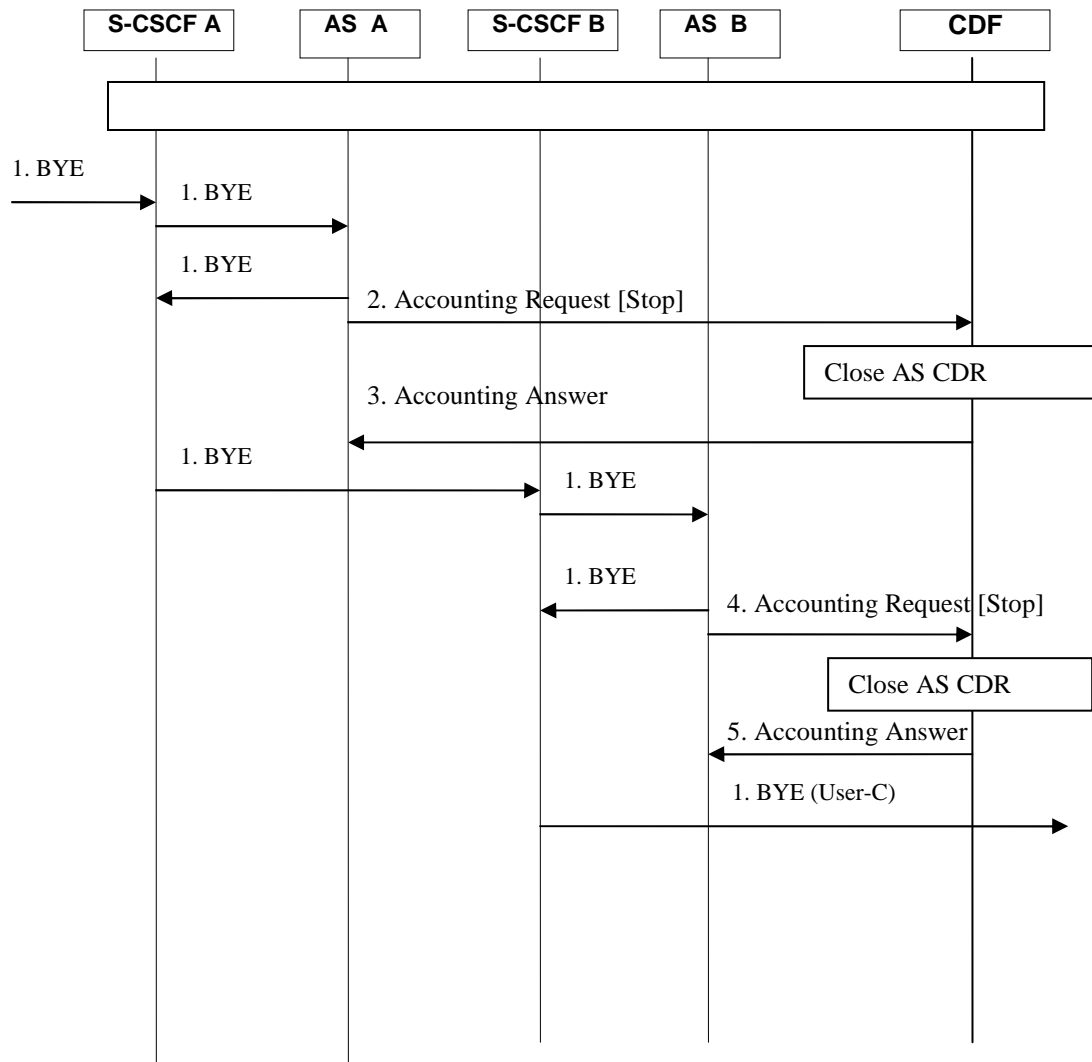 S-CSCF A
AS A
S-CSCF B
AS B
CDF
1. BYE
1. BYE
1. BYE
2. Accounting Request [Stop]
Close AS CDR
3. Accounting Answer
1. BYE
1. BYE
1. BYE
4. Accounting Request [Stop]
Close AS CDR
5. Accounting Answer
1. BYE (User-C)